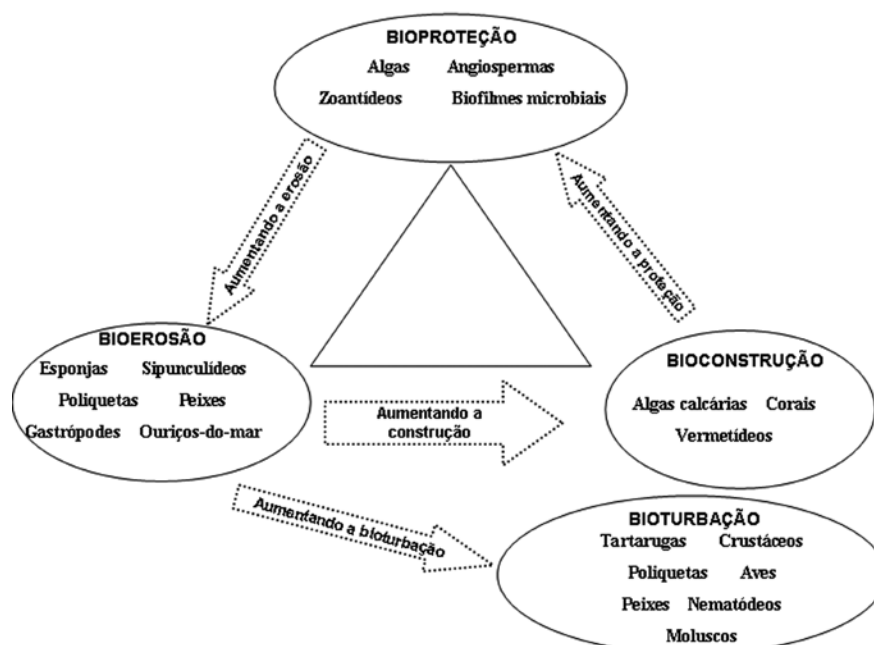 BIOPROTEÇÃO
Algas Angiospermas
Zoantídeos Biofilmes microbiais
Aumentando a erosão
Aumentando a proteção
BIOEROSÃO
Esponjas Sipunculídeos
Poliquetas Peixes
Gastrópodes Ouriços-do-mar
Aumentando a
construção
BIOCONSTRUÇÃO
Algas calcárias Corais
Vermetídeos
Aumentando a bioturbação
BIOTURBAÇÃO
Tartarugas Crustáceos
Poliquetas Aves
Peixes Nematódeos
Moluscos